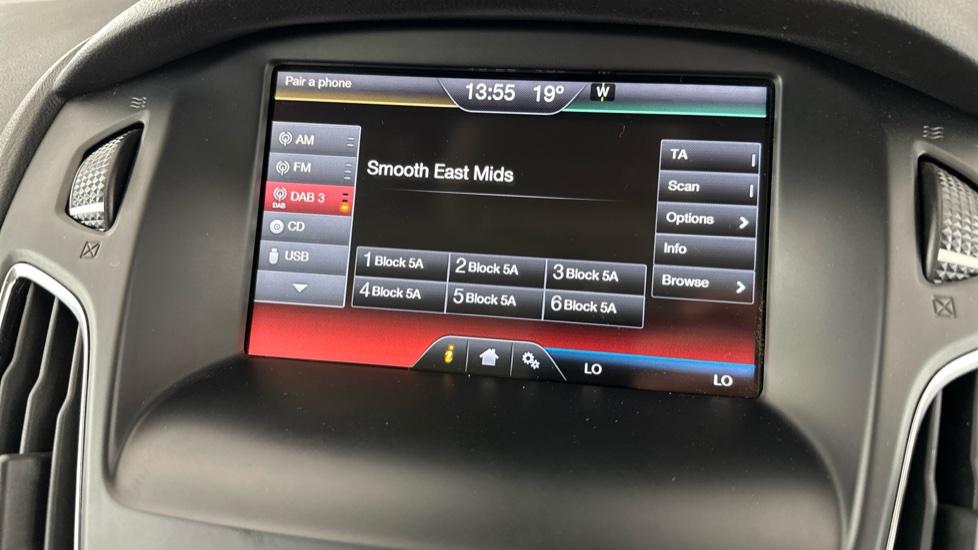 Pair a phone
13:55 19° W
AM
FM
DAB
DAB 3
CD
USB
Smooth East Mids
1 Block 5A
2 Block 5A
3 Block 5A
4 Block 5A
5 Block 5A
6 Block 5A
TA
Scan
Options
Info
Browse
i
LO
LO